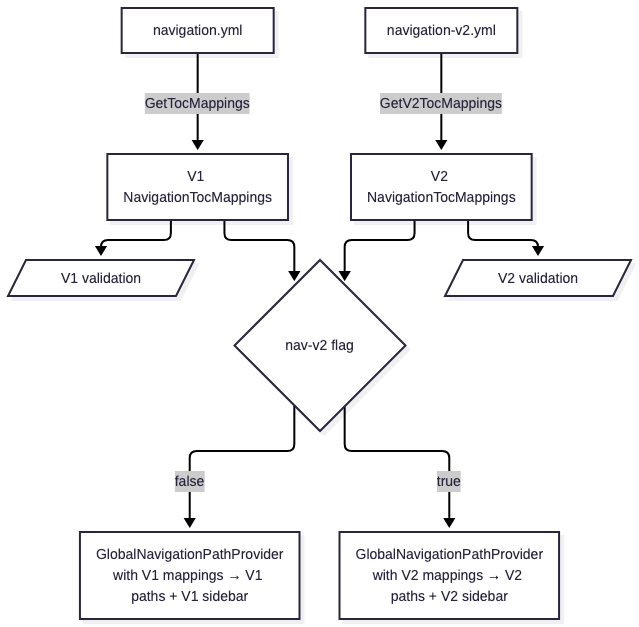 navigation.yml
navigation-v2.yml
GetTocMappings
GetV2TocMappings
V1
NavigationTocMappings
V2
NavigationTocMappings
V1 validation
V2 validation
nav-v2 flag
false
true
GlobalNavigationPathProvider
with V1 mappings → V1
paths + V1 sidebar
GlobalNavigationPathProvider
with V2 mappings → V2
paths + V2 sidebar